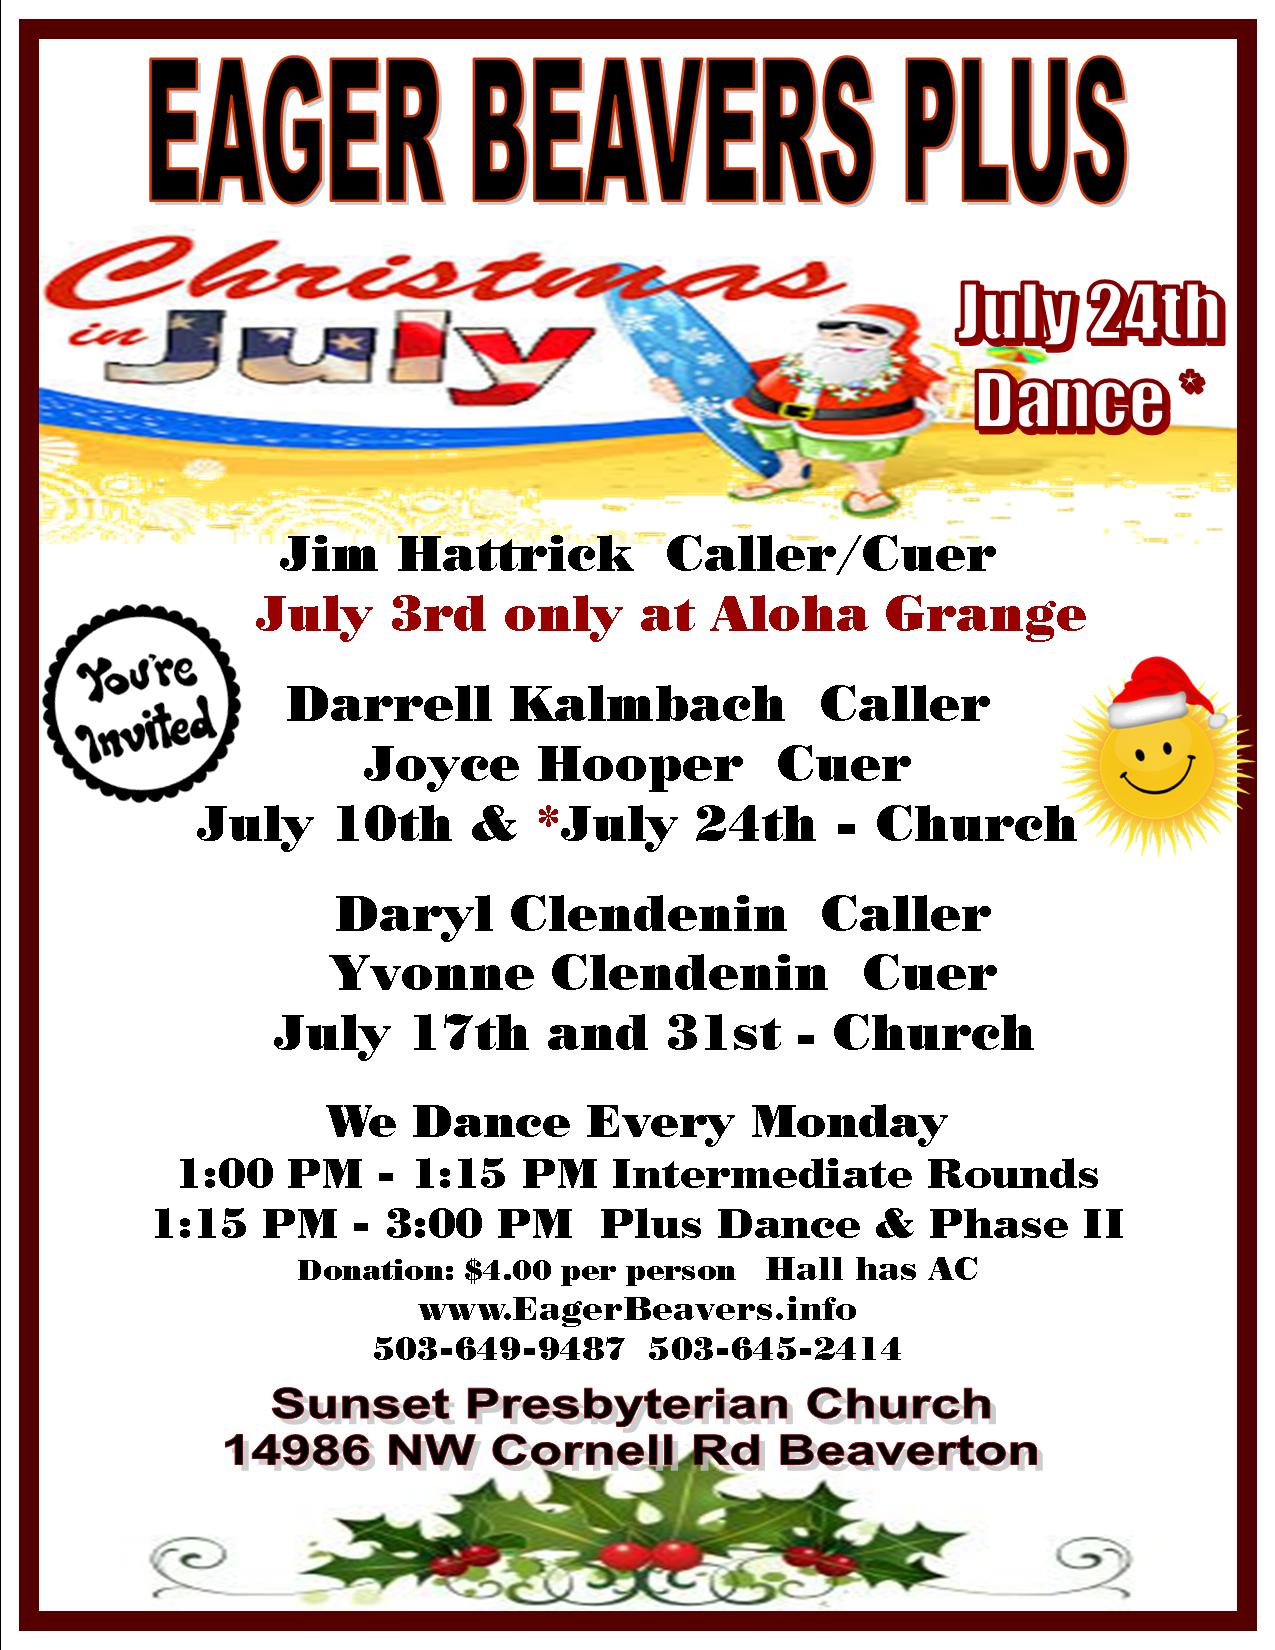 EAGER BEAVERS PLUS
Christmas
in July
July 24th
Dance *
Jim Hattrick  Caller/Cuer
July 3rd only at Aloha Grange
You're
Invited
Darrell Kalmbach  Caller
Joyce Hooper  Cuer
July 10th & *July 24th - Church
Daryl Clendenin  Caller
Yvonne Clendenin  Cuer
July 17th and 31st - Church
We Dance Every Monday
1:00 PM - 1:15 PM Intermediate Rounds
1:15 PM - 3:00 PM  Plus Dance & Phase II
Donation: $4.00 per person   Hall has AC
www.EagerBeavers.info
503-649-9487  503-645-2414
Sunset Presbyterian Church
14986 NW Cornell Rd Beaverton